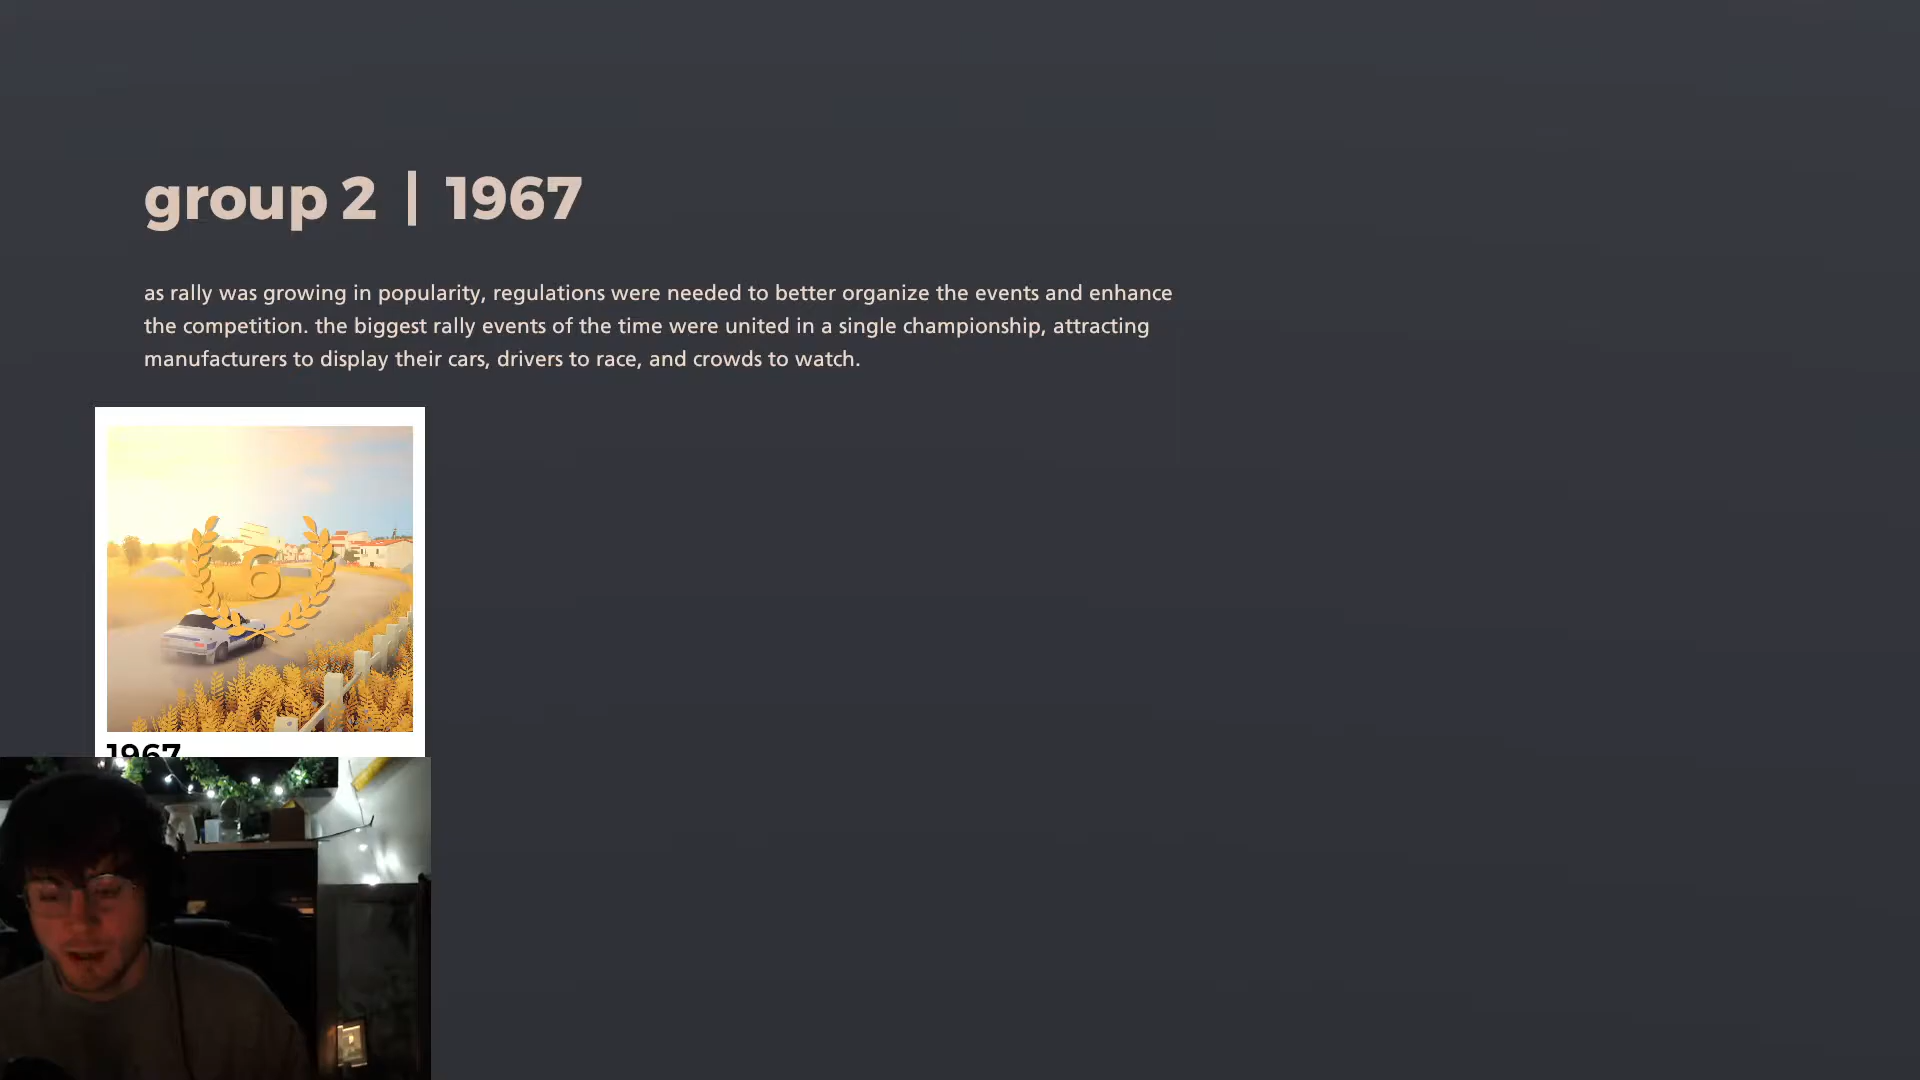 group 2 | 1967
as rally was growing in popularity, regulations were needed to better organize the events and enhance
the competition. the biggest rally events of the time were united in a single championship, attracting
manufacturers to display their cars, drivers to race, and crowds to watch.
6
1967